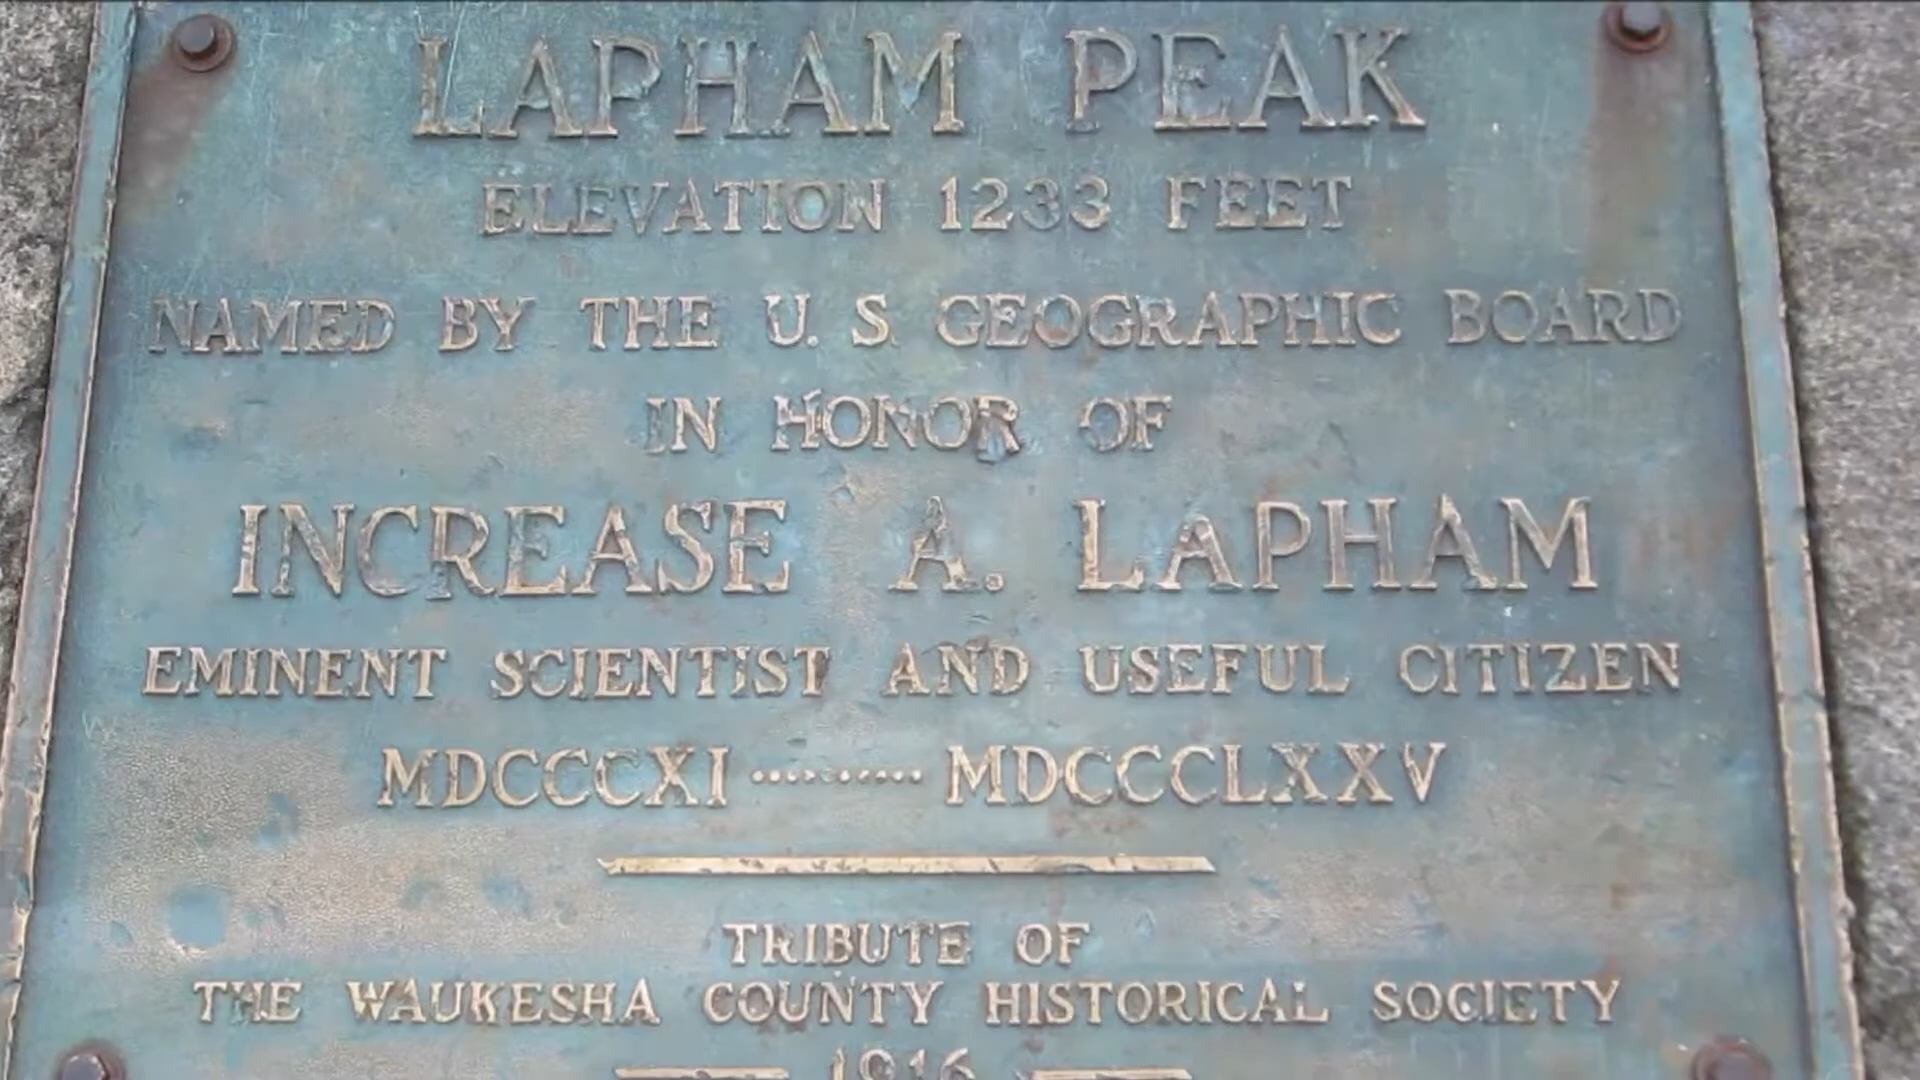 LAPHAM PEAK
ELEVATION 1233 FEET
NAMED BY THE U. S GEOGRAPHIC BOARD
IN HONOR OF
INCREASE A. LAPHAM
EMINENT SCIENTIST AND USEFUL CITIZEN
MDCCCXI .......... MDCCCLXXV
TRIBUTE OF
THE WAUKESHA COUNTY HISTORICAL SOCIETY
1916